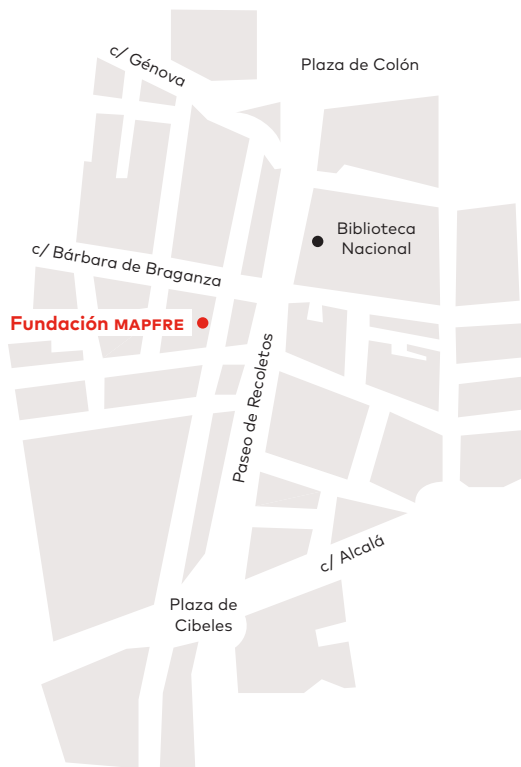 c/ Génova
Plaza de Colón
Biblioteca
Nacional
c/ Bárbara de Braganza
Fundación MAPFRE
Paseo de Recoletos
c/ Alcalá
Plaza de
Cibeles